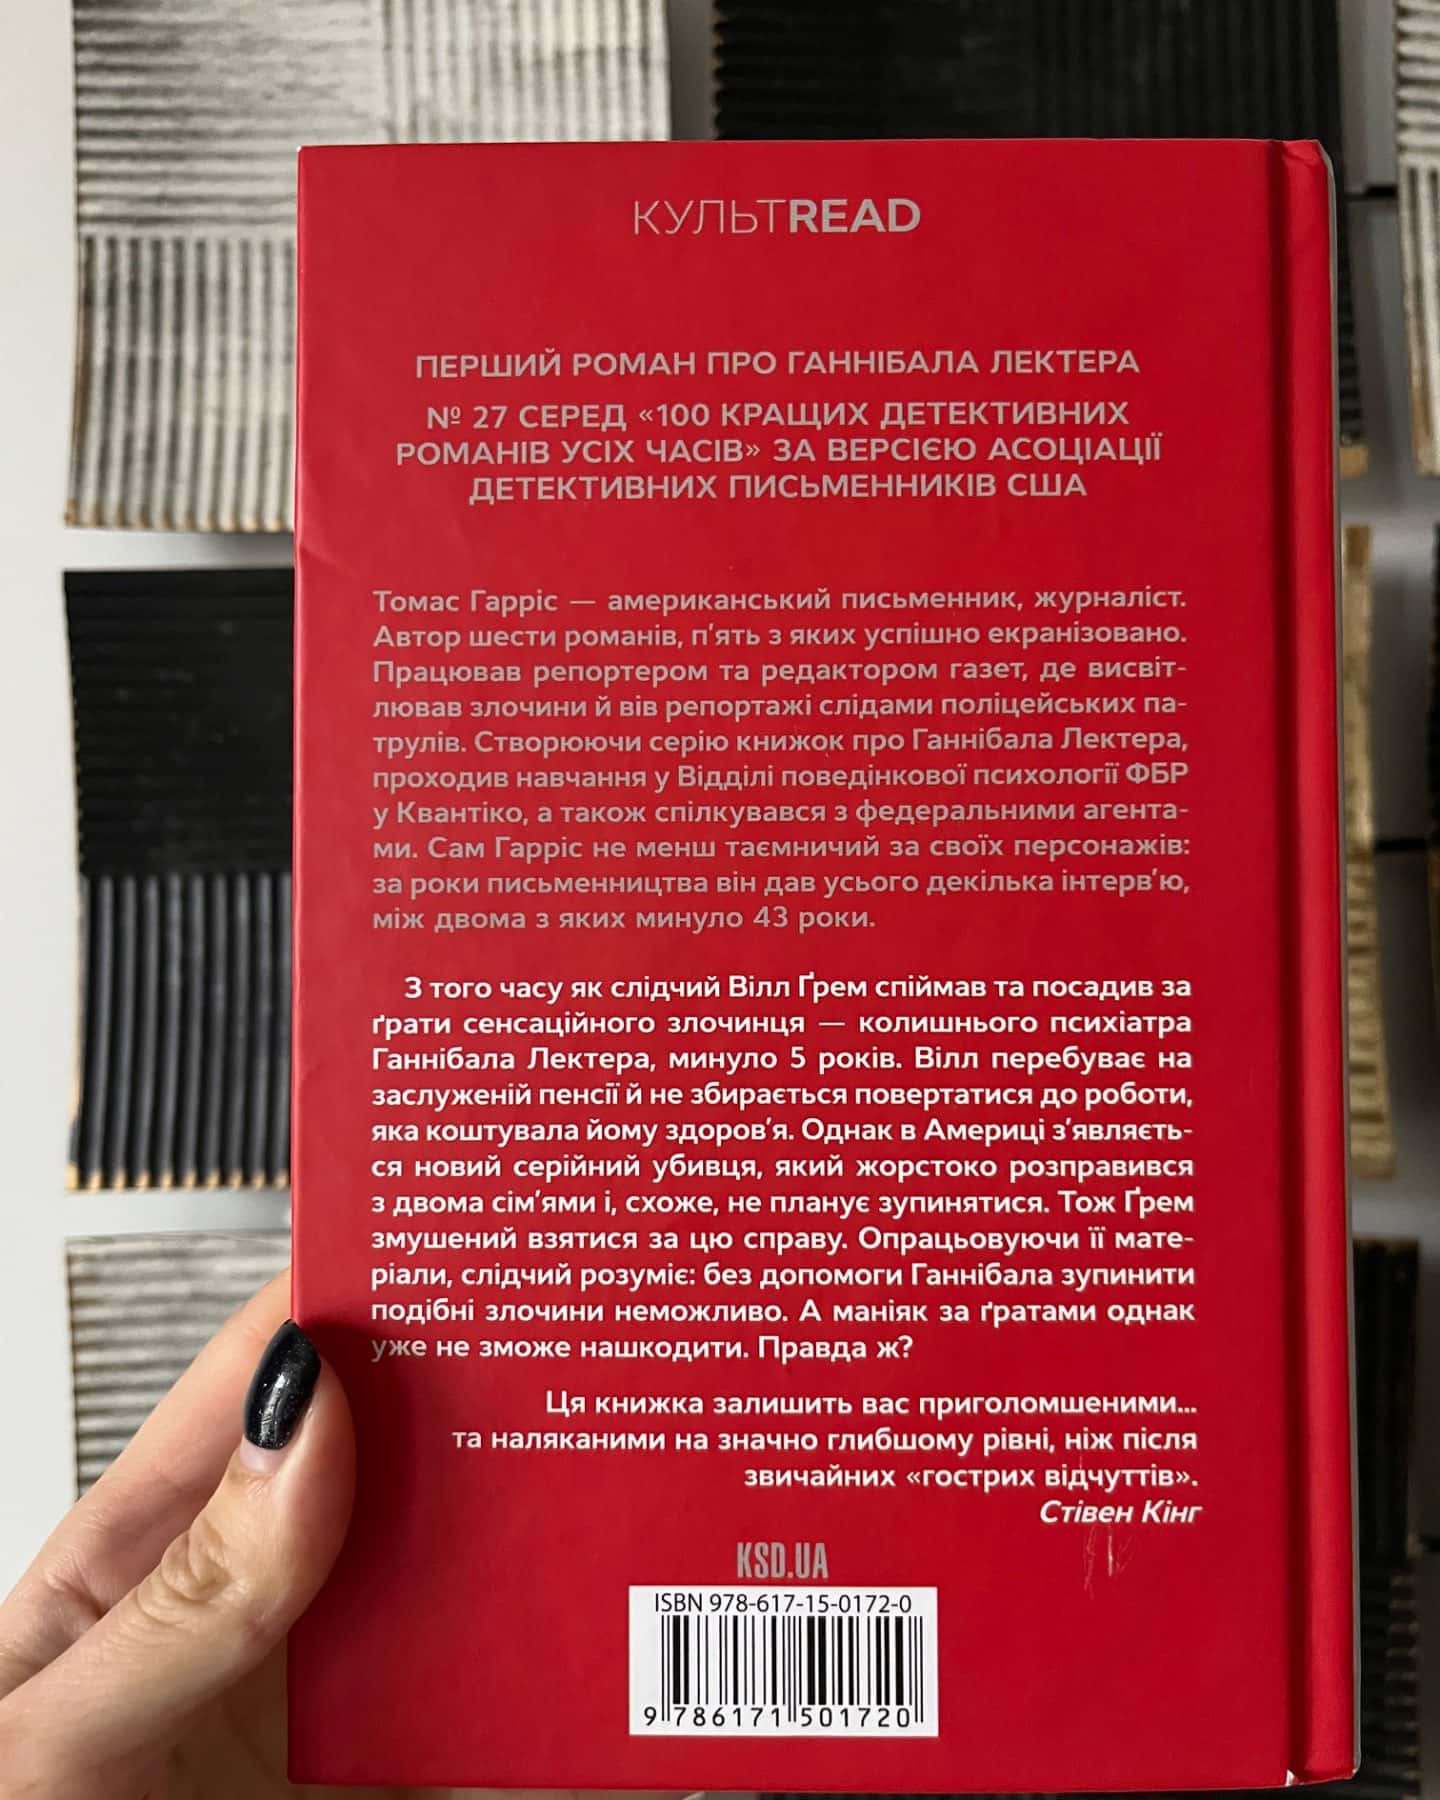 КУЛЬТREAD
ПЕРШИЙ РОМАН ПРО ГАННІБАЛА ЛЕКТЕРА
№ 27 СЕРЕД «100 КРАЩИХ ДЕТЕКТИВНИХ
РОМАНІВ УСІХ ЧАСІВ» ЗА ВЕРСІЄЮ АСОЦІАЦІЇ
ДЕТЕКТИВНИХ ПИСЬМЕННИКІВ США
Томас Гарріс — американський письменник, журналіст.
Автор шести романів, п’ять з яких успішно екранізовано.
Працював репортером та редактором газет, де висвіт-
лював злочини й вів репортажі слідами поліцейських па-
трулів. Створюючи серію книжок про Ганнібала Лектера,
проходив навчання у Відділі поведінкової психології ФБР
у Квантіко, а також спілкувався з федеральними агента-
ми. Сам Гарріс не менш таємничий за своїх персонажів:
за роки письменництва він дав усього декілька інтерв’ю,
між двома з яких минуло 43 роки.
З того часу як слідчий Вілл Ґрем спіймав та посадив за
ґрати сенсаційного злочинця — колишнього психіатра
Ганнібала Лектера, минуло 5 років. Вілл перебуває на
заслуженій пенсії й не збирається повертатися до роботи,
яка коштувала йому здоров’я. Однак в Америці з’являєть-
ся новий серійний убивця, який жорстоко розправився
з двома сім’ями і, схоже, не планує зупинятися. Тож Ґрем
змушений взятися за цю справу. Опрацьовуючи її мате-
ріали, слідчий розуміє: без допомоги Ганнібала зупинити
подібні злочини неможливо. А маніяк за ґратами однак
уже не зможе нашкодити. Правда ж?
Ця книжка залишить вас приголомшеними...
та наляканими на значно глибшому рівні, ніж після
звичайних «гострих відчуттів».
Стівен Кінг
KSD.UA
ISBN 978-617-15-0172-0
9 786171 501720